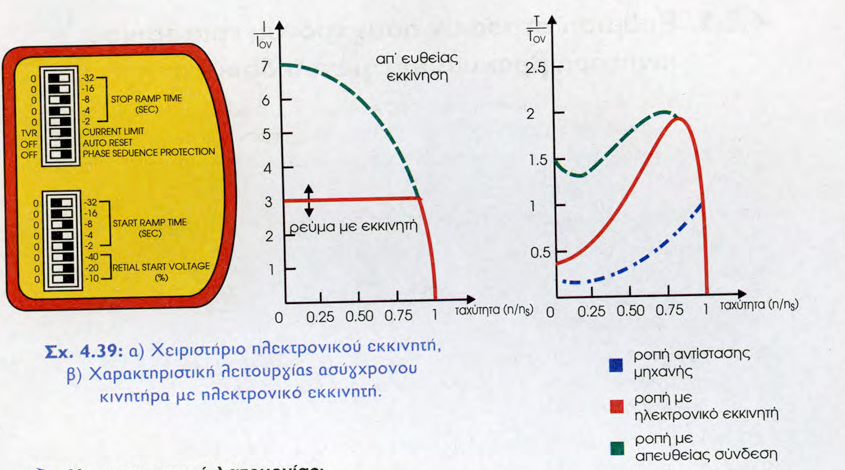 0 -32
0 -16
0 -8 STOP RAMP TIME
0 -4 (SEC)
0 -2
TVR CURRENT LIMIT
OFF AUTO RESET
OFF PHASE SEDUENCE PROTECTION
0 -32
0 -16
0 -8 START RAMP TIME
0 -4 (SEC)
0 -2
0 -40
0 -20 RETIAL START VOLTAGE
0 -10 (%)
I
IOV
απ' ευθείας
εκκίνηση
6
5
4
3
2
1
ρεύμα με εκκινητή
0 0.25 0.50 0.75 1 ταχύτητα (n/ns)
T
TOV
2.5
2
1.5
1
0.5
0 0.25 0.50 0.75 1 ταχύτητα (n/ns)
Σχ. 4.39: α) Χειριστήριο ηλεκτρονικού εκκινητή,
β) Χαρακτηριστική λειτουργίας ασύγχρονου
κινητήρα με ηλεκτρονικό εκκινητή.
ροπή αντίστασης
μηχανής
ροπή με
ηλεκτρονικό εκκινητή
ροπή με
απευθείας σύνδεση